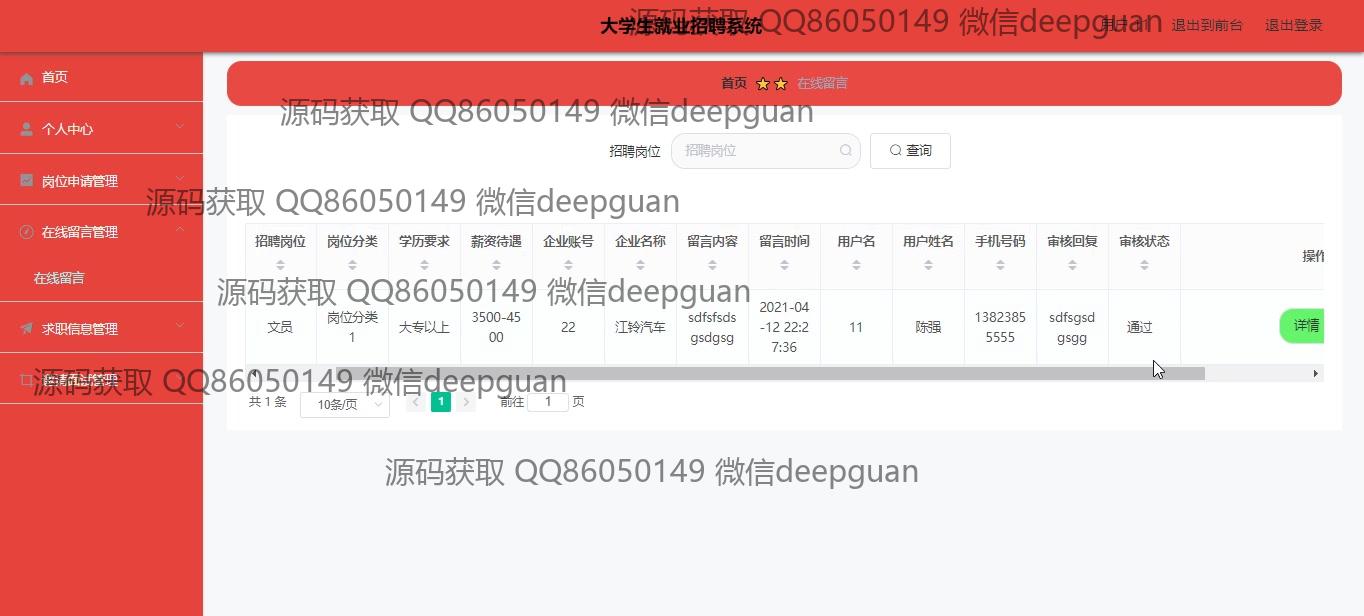 大学生就业招聘系统
源码获取 QQ86050149 微信deepguan
退出到前台
退出登录
首页
个人中心
岗位申请管理
在线留言管理
在线留言
求职信息管理
首页 在线留言
源码获取 QQ86050149 微信deepguan
招聘岗位 招聘岗位 查询
源码获取 QQ86050149 微信deepguan
招聘岗位 岗位分类 学历要求 薪资待遇 企业账号 企业名称 留言内容 留言时间 用户名 用户姓名 手机号码 审核回复 审核状态 操作
源码获取 QQ86050149 微信deepguan
文员 岗位分类1 大专以上 3500-4500 22 江铃汽车 sdfsfsdsgsdgsg 2021-04-12 22:27:36 11 陈强 13823855555 sdfsgsdgsgg 通过 详情
源码获取 QQ86050149 微信deepguan
共 1 条 10条/页 1 前往 1 页
源码获取 QQ86050149 微信deepguan